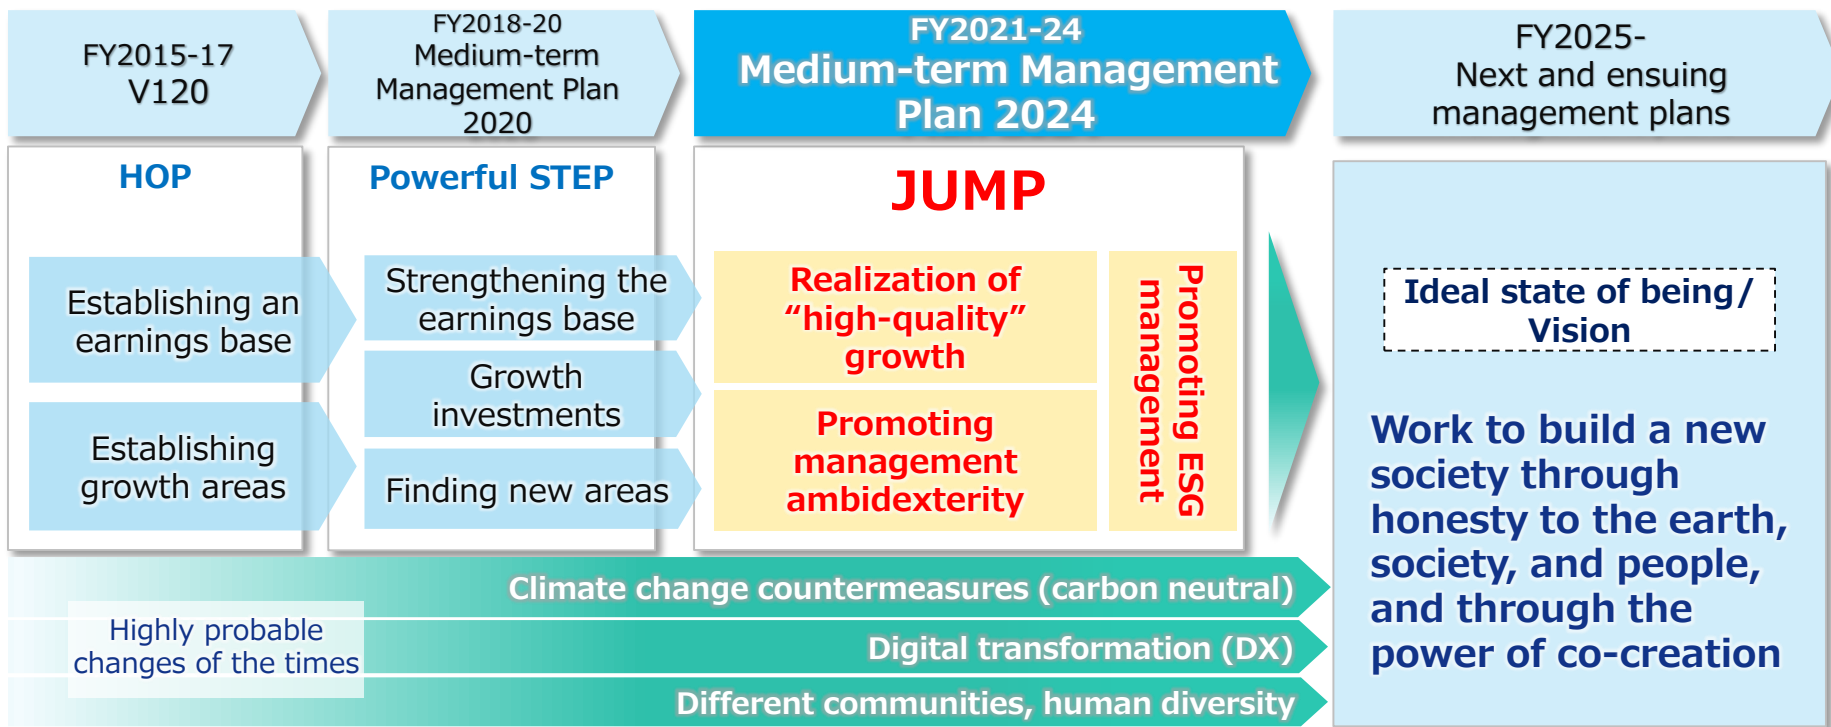 FY2015-17
V120
FY2018-20
Medium-term
Management Plan
2020
FY2021-24
Medium-term Management
Plan 2024
FY2025-
Next and ensuing
management plans
HOP
Establishing an
earnings base
Establishing
growth areas
Powerful STEP
Strengthening the
earnings base
Growth
investments
Finding new areas
JUMP
Realization of
“high-quality”
growth
Promoting
management
ambidexterity
Promoting ESG
management
Ideal state of being/
Vision
Work to build a new
society through
honesty to the earth,
society, and people,
and through the
power of co-creation
Highly probable
changes of the times
Climate change countermeasures (carbon neutral)
Digital transformation (DX)
Different communities, human diversity